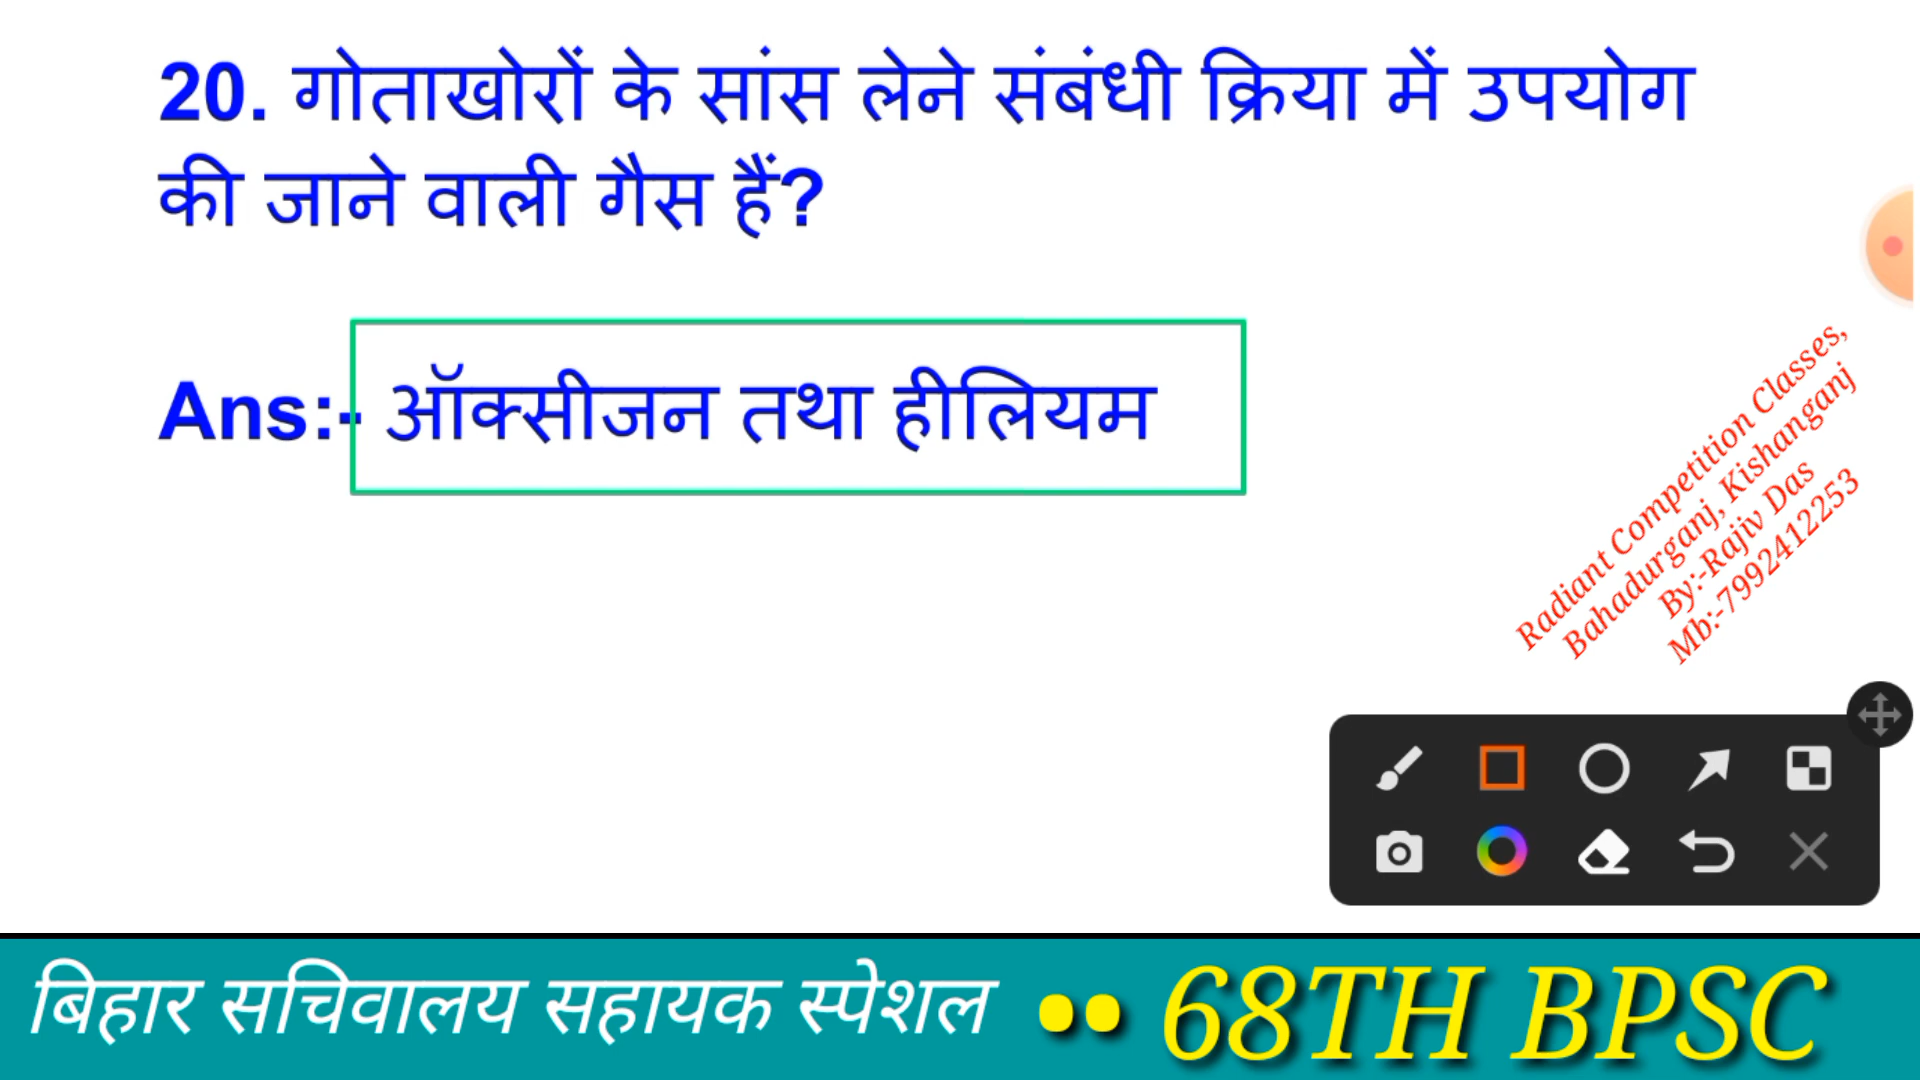 20. गोताखोरों के सांस लेने संबंधी क्रिया में उपयोग
की जाने वाली गैस हैं?
Ans:- ऑक्सीजन तथा हीलियम
Radiant Competition Classes,
Bahadurganj, Kishanganj
By:-Rajiv Das
Mb:-7992412253
बिहार सचिवालय सहायक स्पेशल •• 68TH BPSC